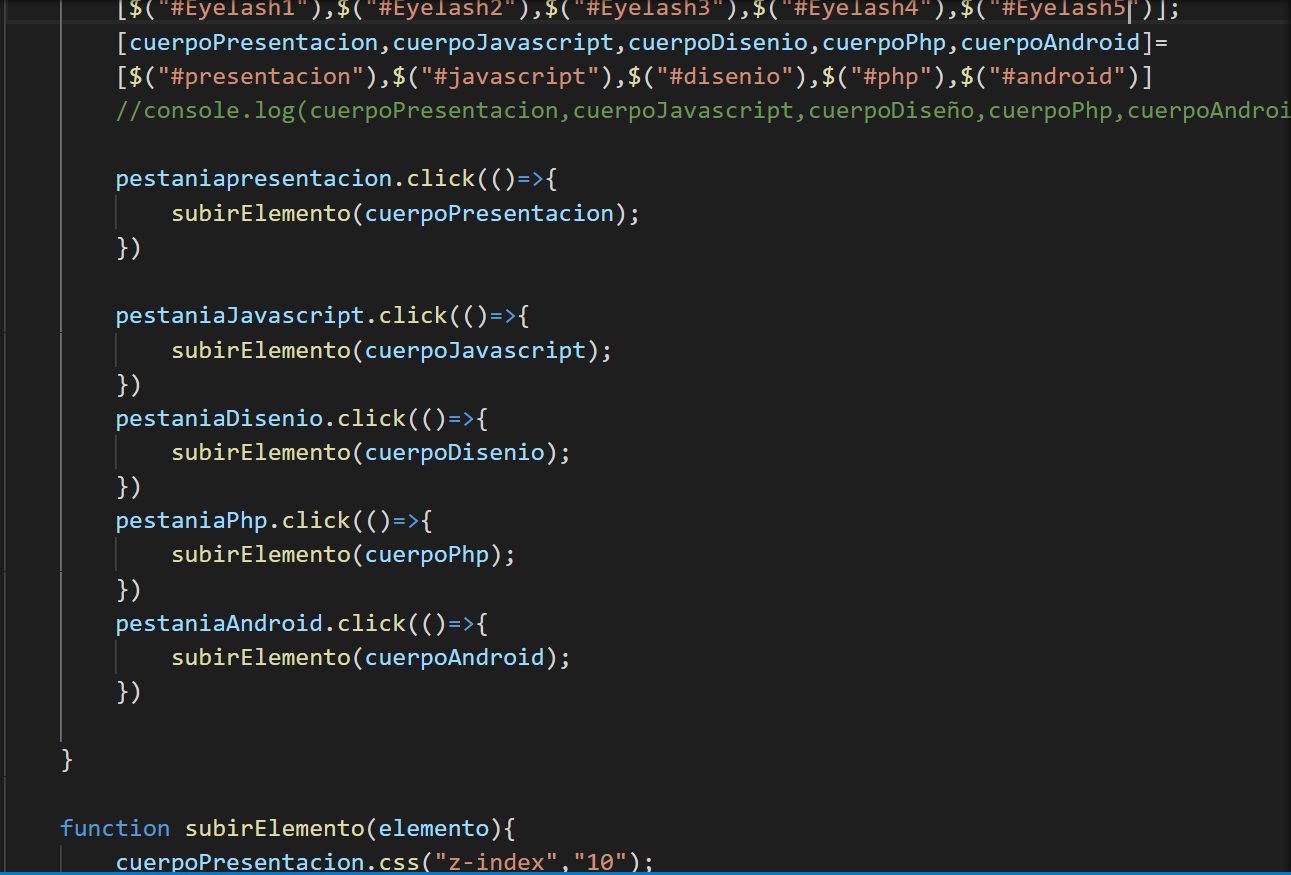 [$("#Eyelash1"),$("#Eyelash2"),$("#Eyelash3"),$("#Eyelash4"),$("#Eyelash5")];
[cuerpoPresentacion,cuerpoJavascript,cuerpoDisenio,cuerpoPhp,cuerpoAndroid]=
[$("#presentacion"),$("#javascript"),$("#disenio"),$("#php"),$("#android")]
//console.log(cuerpoPresentacion,cuerpoJavascript,cuerpoDiseño,cuerpoPhp,cuerpoAndroi
pestaniapresentacion.click(()=>{
subirElemento(cuerpoPresentacion);
})
pestaniaJavascript.click(()=>{
subirElemento(cuerpoJavascript);
})
pestaniaDisenio.click(()=>{
subirElemento(cuerpoDisenio);
})
pestaniaPhp.click(()=>{
subirElemento(cuerpoPhp);
})
pestaniaAndroid.click(()=>{
subirElemento(cuerpoAndroid);
})
}
function subirElemento(elemento){
cuerpoPresentacion.css("z-index","10");